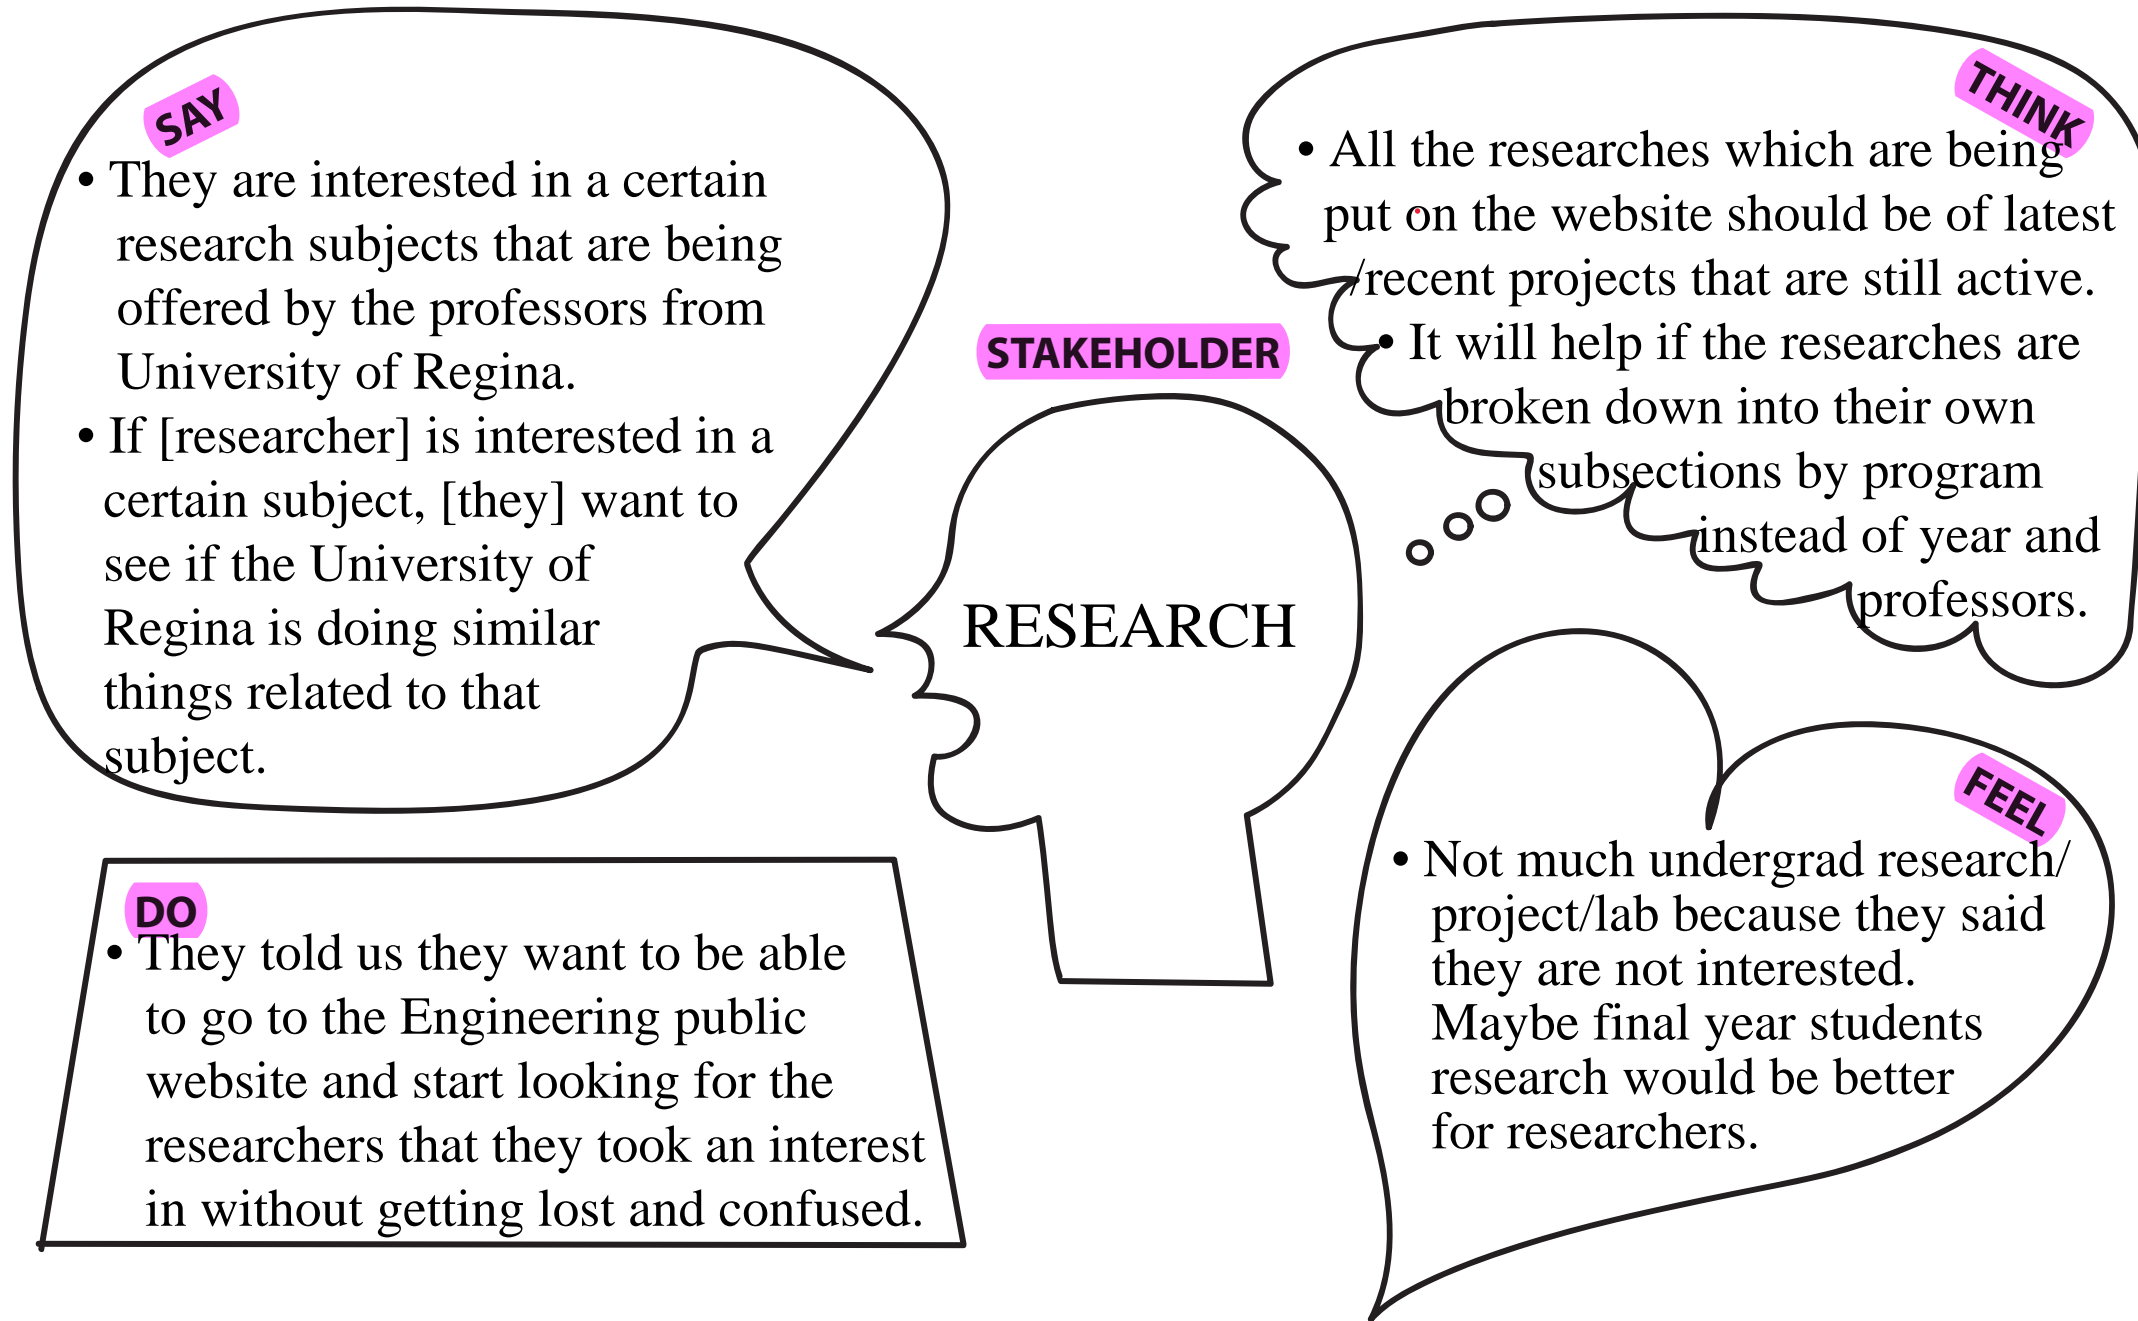 SAY
• They are interested in a certain
research subjects that are being
offered by the professors from
University of Regina.
• If [researcher] is interested in a
certain subject, [they] want to
see if the University of
Regina is doing similar
things related to that
subject.
THINK
• All the researches which are being
put on the website should be of latest
/recent projects that are still active.
• It will help if the researches are
broken down into their own
subsections by program
instead of year and
professors.
STAKEHOLDER
RESEARCH
DO
• They told us they want to be able
to go to the Engineering public
website and start looking for the
researchers that they took an interest
in without getting lost and confused.
FEEL
• Not much undergrad research/
project/lab because they said
they are not interested.
Maybe final year students
research would be better
for researchers.